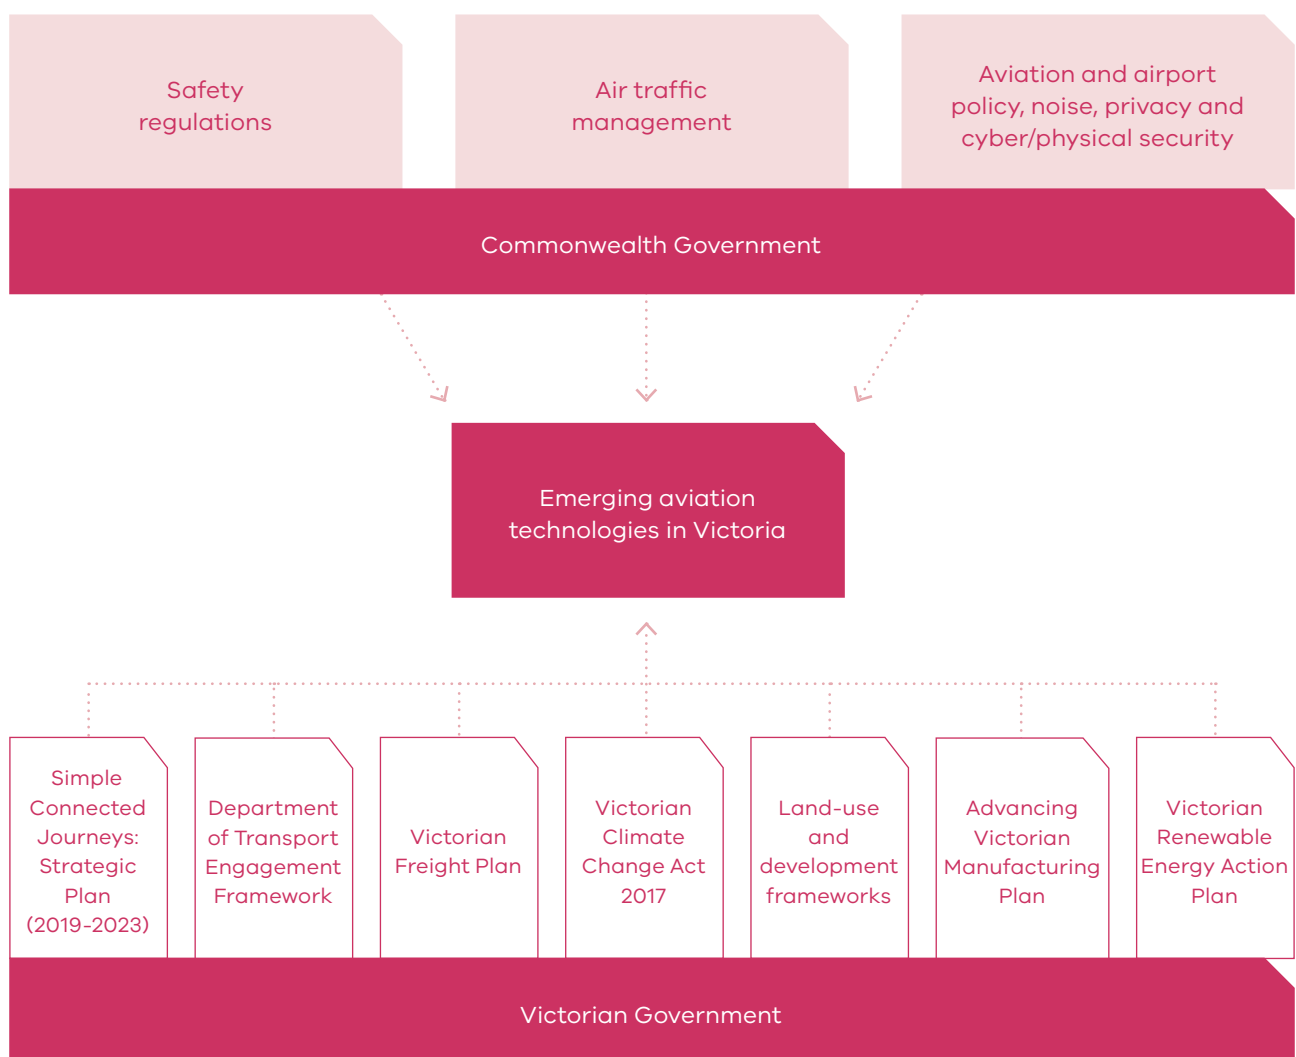 Safety
regulations
Air traffic
management
Aviation and airport
policy, noise, privacy and
cyber/physical security
Commonwealth Government
Emerging aviation
technologies in Victoria
Simple
Connected
Journeys:
Strategic
Plan
(2019-2023)
Department
of Transport
Engagement
Framework
Victorian
Freight Plan
Victorian
Climate
Change Act
2017
Land-use
and
development
frameworks
Advancing
Victorian
Manufacturing
Plan
Victorian
Renewable
Energy Action
Plan
Victorian Government